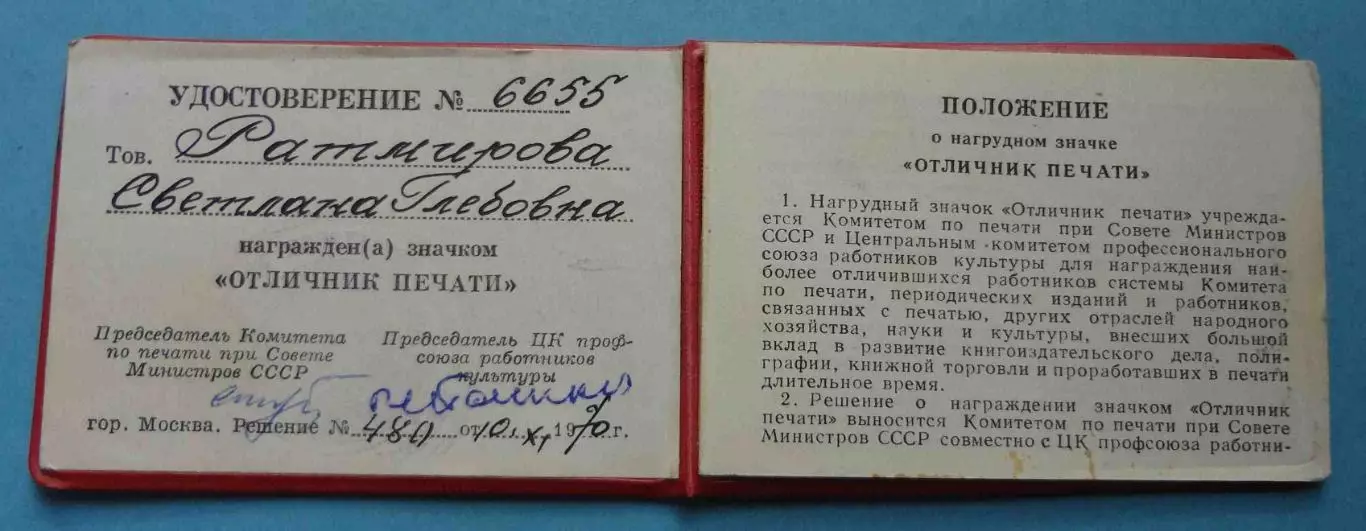 УДОСТОВЕРЕНИЕ № 6655
Тов. Ратмирова
Светлана Глебовна
награжден(а) значком
«ОТЛИЧНИК ПЕЧАТИ»
Председатель Комитета
по печати при Совете
Министров СССР
Председатель ЦК проф-
союза работников
культуры
гор. Москва. Решение № 480 от 10.XI 1970 г.
ПОЛОЖЕНИЕ
о нагрудном значке
«ОТЛИЧНИК ПЕЧАТИ»
1. Нагрудный значок «Отличник печати» учрежда-
ется Комитетом по печати при Совете Министров
СССР и Центральным комитетом профессионального
союза работников культуры для награждения наи-
более отличившихся работников системы Комитета
по печати, периодических изданий и работников,
связанных с печатью, других отраслей народного
хозяйства, науки и культуры, внесших большой
вклад в развитие книгоиздательского дела, поли-
графии, книжной торговли и проработавших в печати
длительное время.
2. Решение о награждении значком «Отличник
печати» выносится Комитетом по печати при Совете
Министров СССР совместно с ЦК профсоюза работни-